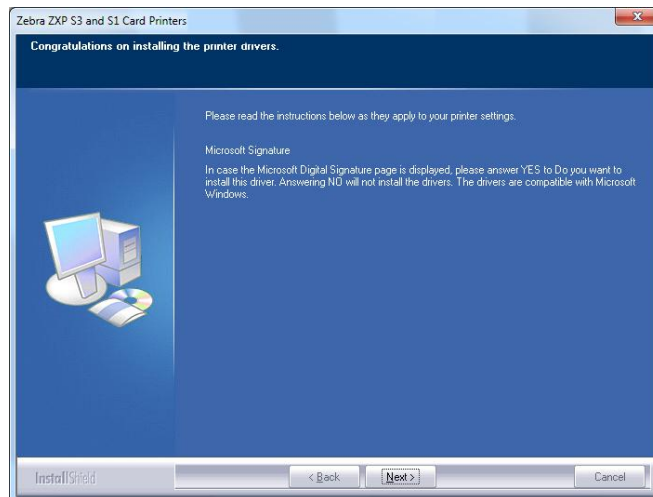 Zebra ZXP S3 and S1 Card Printers
Congratulations on installing the printer drivers.
Please read the instructions below as they apply to your printer settings.
Microsoft Signature
In case the Microsoft Digital Signature page is displayed, please answer YES to Do you want to
install this driver. Answering NO will not install the drivers. The drivers are compatible with Microsoft
Windows.
InstallShield
< Back
Next >
Cancel